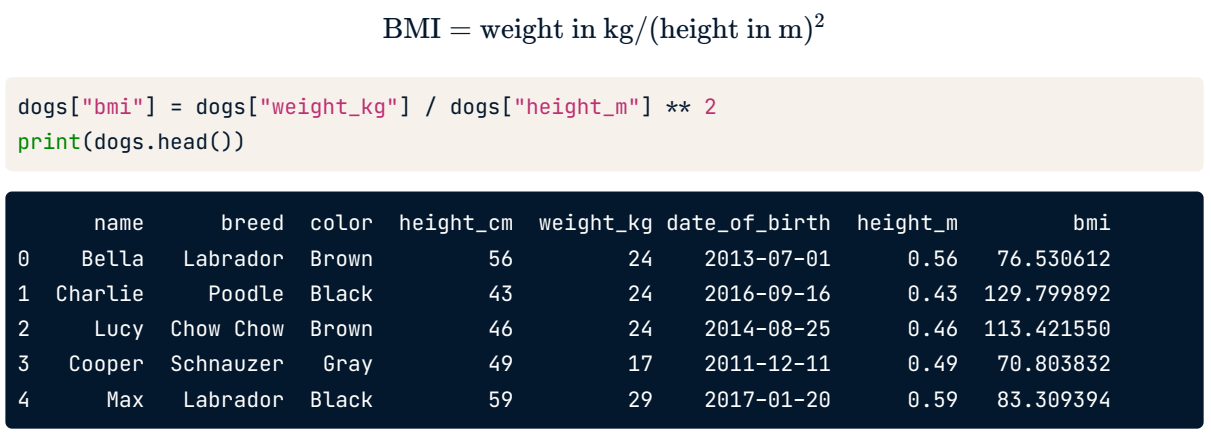 BMI = weight in kg/(height in m)²
dogs["bmi"] = dogs["weight_kg"] / dogs["height_m"] ** 2
print(dogs.head())
name breed color height_cm weight_kg date_of_birth height_m bmi
0 Bella Labrador Brown 56 24 2013-07-01 0.56 76.530612
1 Charlie Poodle Black 43 24 2016-09-16 0.43 129.799892
2 Lucy Chow Chow Brown 46 24 2014-08-25 0.46 113.421550
3 Cooper Schnauzer Gray 49 17 2011-12-11 0.49 70.803832
4 Max Labrador Black 59 29 2017-01-20 0.59 83.309394